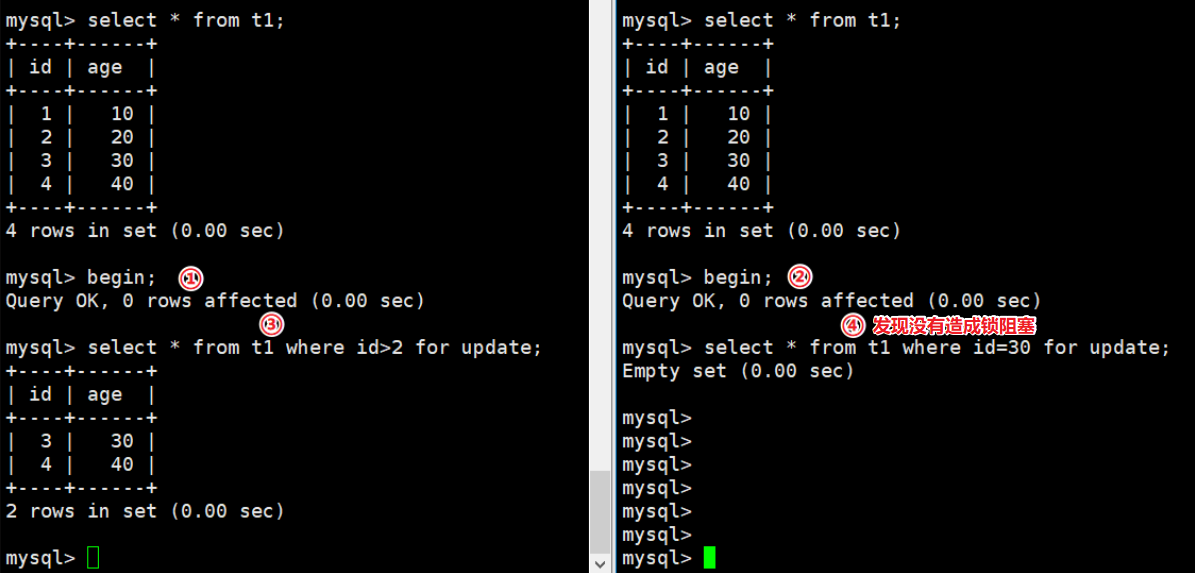 mysql> select * from t1;
+----+------+
| id | age  |
+----+------+
|  1 |   10 |
|  2 |   20 |
|  3 |   30 |
|  4 |   40 |
+----+------+
4 rows in set (0.00 sec)
mysql> begin; ①
Query OK, 0 rows affected (0.00 sec)
③
mysql> select * from t1 where id>2 for update;
+----+------+
| id | age  |
+----+------+
|  3 |   30 |
|  4 |   40 |
+----+------+
2 rows in set (0.00 sec)
mysql>
mysql> select * from t1;
+----+------+
| id | age  |
+----+------+
|  1 |   10 |
|  2 |   20 |
|  3 |   30 |
|  4 |   40 |
+----+------+
4 rows in set (0.00 sec)
mysql> begin; ②
Query OK, 0 rows affected (0.00 sec)
④ 发现没有造成锁阻塞
mysql> select * from t1 where id=30 for update;
Empty set (0.00 sec)
mysql>
mysql>
mysql>
mysql>
mysql>
mysql>
mysql>